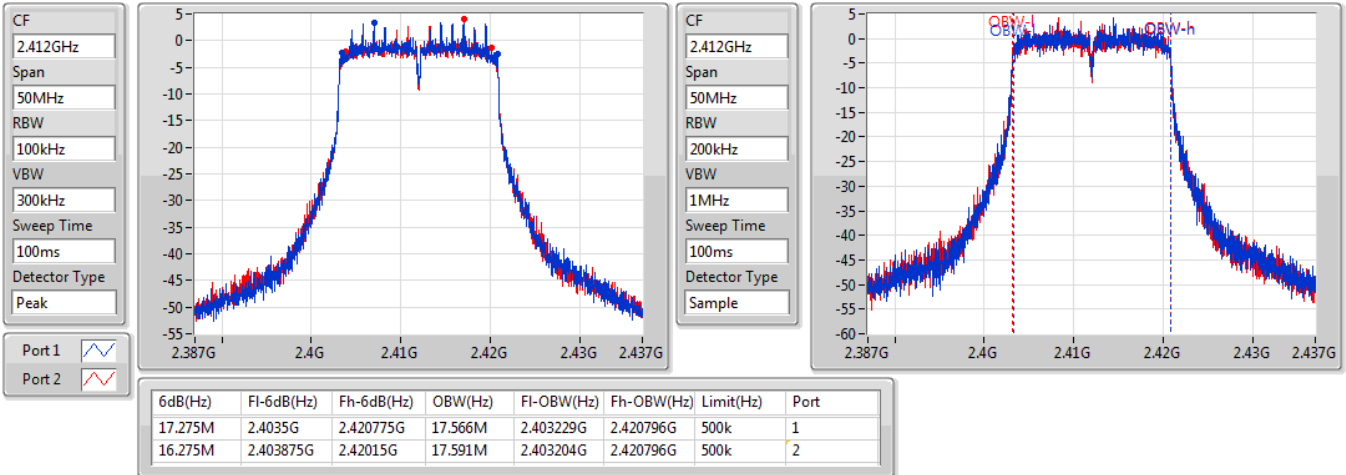 CF
2.412GHz
Span
50MHz
RBW
100kHz
VBW
300kHz
Sweep Time
100ms
Detector Type
Peak
Port 1
Port 2
5
0
-5
-10
-15
-20
-25
-30
-35
-40
-45
-50
-55
2.387G 2.4G 2.41G 2.42G 2.43G 2.437G
CF
2.412GHz
Span
50MHz
RBW
200kHz
VBW
1MHz
Sweep Time
100ms
Detector Type
Sample
5
0
-5
-10
-15
-20
-25
-30
-35
-40
-45
-50
-55
-60
OBW-l
OBW-h
2.387G 2.4G 2.41G 2.42G 2.43G 2.437G
6dB(Hz) Fl-6dB(Hz) Fh-6dB(Hz) OBW(Hz) Fl-OBW(Hz) Fh-OBW(Hz) Limit(Hz) Port
17.275M 2.4035G 2.420775G 17.566M 2.403229G 2.420796G 500k 1
16.275M 2.403875G 2.42015G 17.591M 2.403204G 2.420796G 500k 2